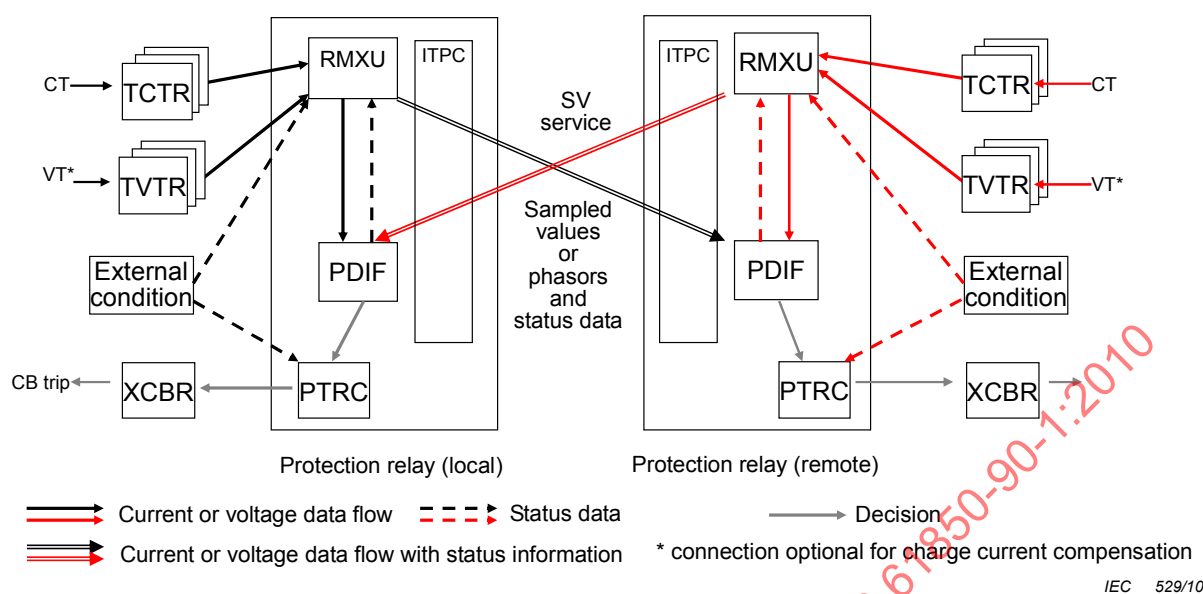 RMXU
ITPC
CT
TCTR
VT*
TVTR
External
condition
PDIF
CB trip
XCBR
PTRC
SV
service
Sampled
values
or
phasors
and
status data
ITPC
RMXU
TCTR
CT
TVTR
VT*
PDIF
External
condition
PTRC
XCBR
Protection relay (local)
Protection relay (remote)
Current or voltage data flow
Status data
Decision
Current or voltage data flow with status information
* connection optional for charge current compensation
IEC 529/10
61850-90-1:2010